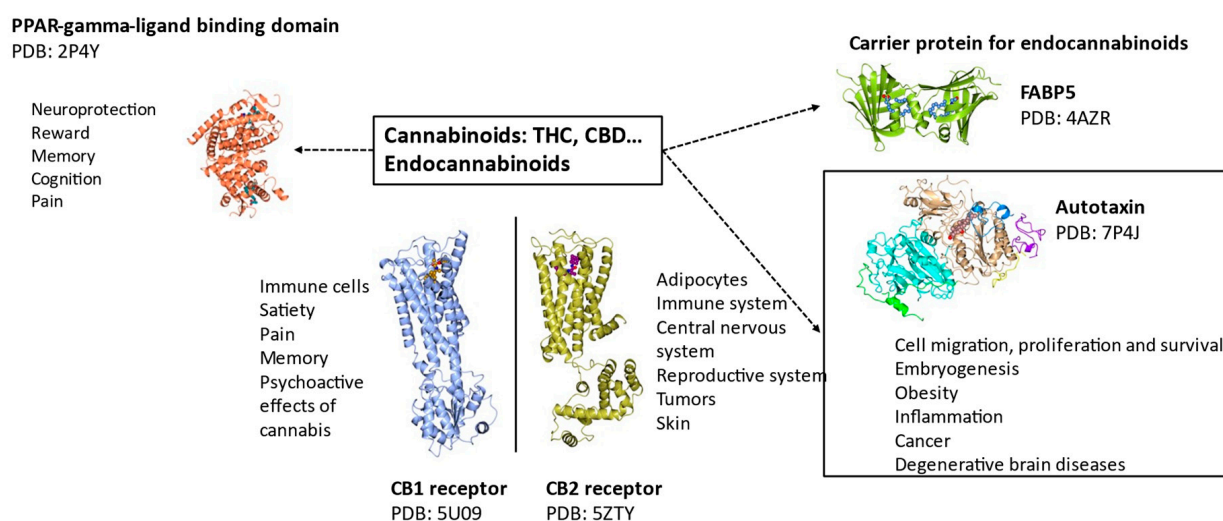 PPAR-gamma-ligand binding domain
PDB: 2P4Y
Neuroprotection
Reward
Memory
Cognition
Pain
Cannabinoids: THC, CBD...
Endocannabinoids
Carrier protein for endocannabinoids
FABP5
PDB: 4AZR
Autotaxin
PDB: 7P4J
Cell migration, proliferation and survival
Embryogenesis
Obesity
Inflammation
Cancer
Degenerative brain diseases
Immune cells
Satiety
Pain
Memory
Psychoactive
effects of
cannabis
CB1 receptor
PDB: 5U09
Adipocytes
Immune system
Central nervous
system
Reproductive system
Tumors
Skin
CB2 receptor
PDB: 5ZTY